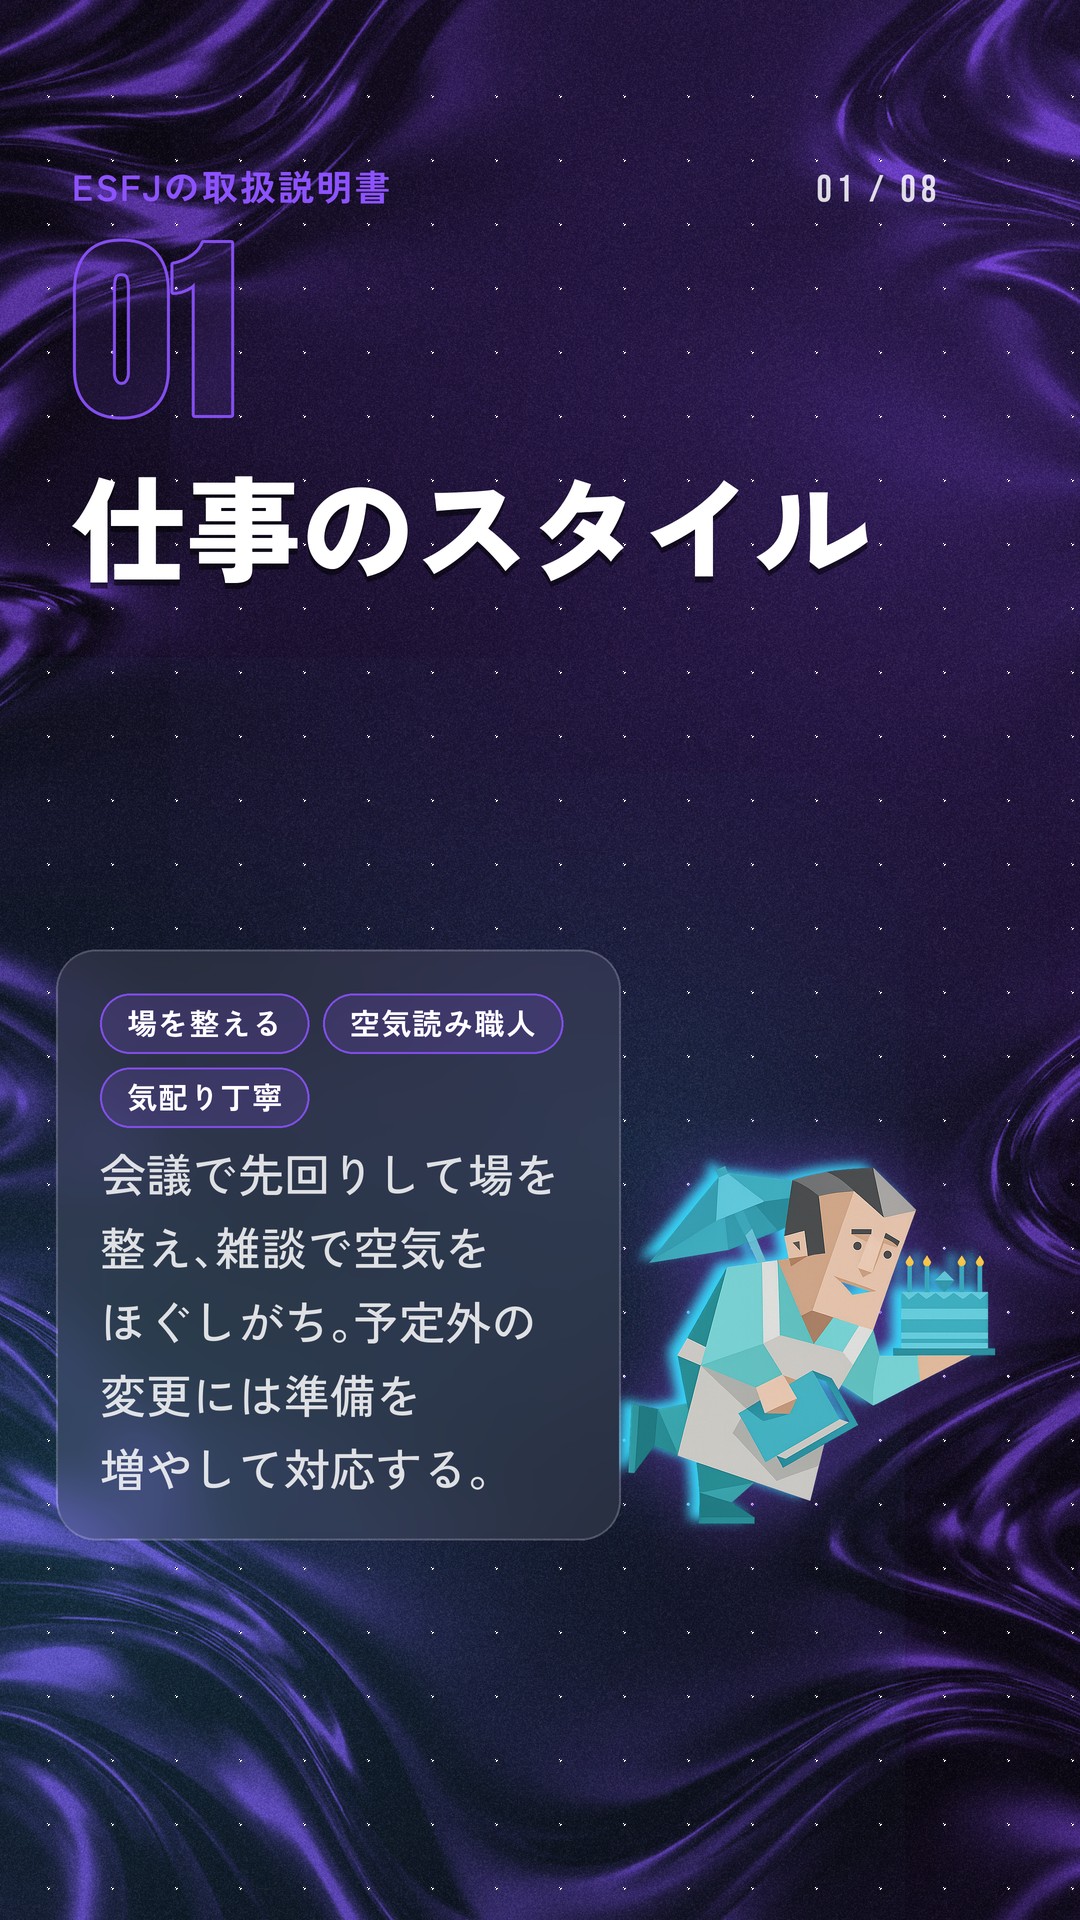 ESFJの取扱説明書
01 / 08
01
仕事のスタイル
場を整える
空気読み職人
気配り丁寧
会議で先回りして場を
整え、雑談で空気を
ほぐしがち。予定外の
変更には準備を
増やして対応する。